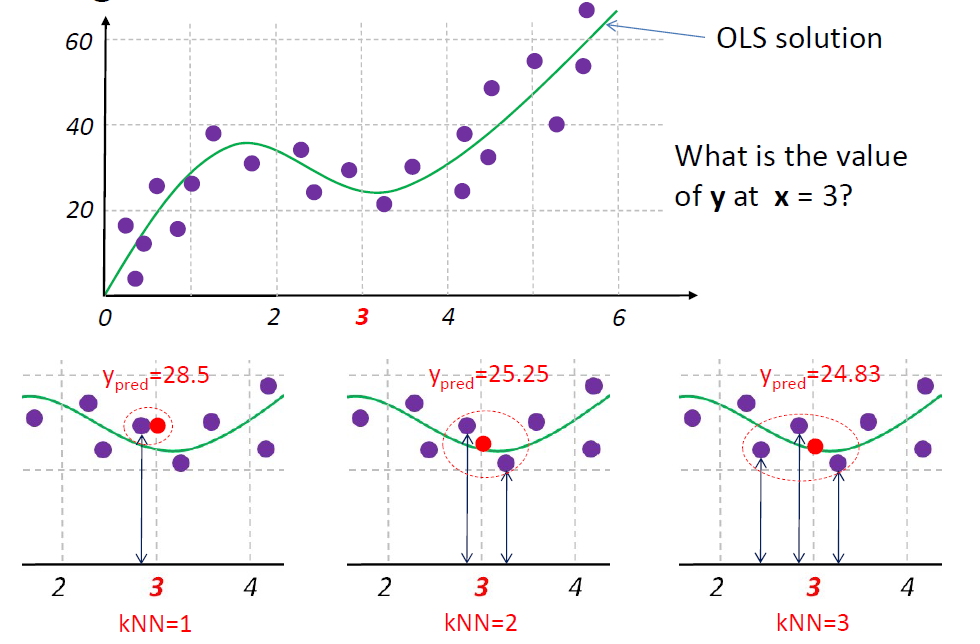 60
OLS solution
40
What is the value
of y at x = 3?
20
0 2 3 4 6
ypred=28.5
ypred=25.25
ypred=24.83
2 3 4
2 3 4
2 3 4
kNN=1
kNN=2
kNN=3